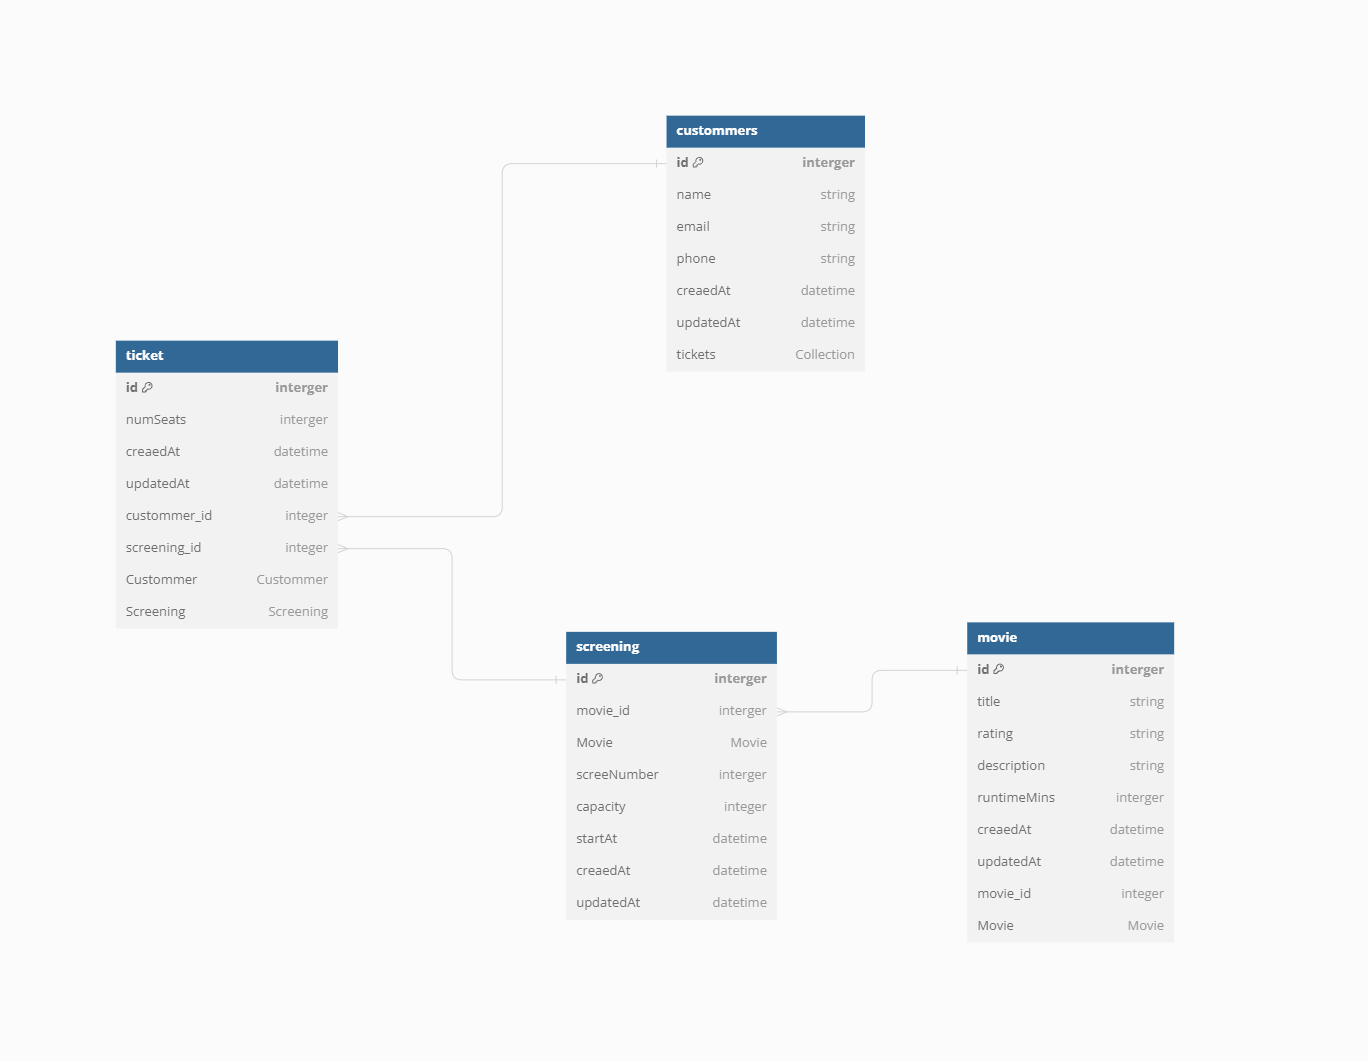 custommers
id interger
name string
email string
phone string
creaedAt datetime
updatedAt datetime
tickets Collection
ticket
id interger
numSeats interger
creaedAt datetime
updatedAt datetime
custommer_id integer
screening_id integer
Custommer Custommer
Screening Screening
screening
id interger
movie_id interger
Movie Movie
screeNumber interger
capacity integer
startAt datetime
creaedAt datetime
updatedAt datetime
movie
id interger
title string
rating string
description string
runtimeMins interger
creaedAt datetime
updatedAt datetime
movie_id integer
Movie Movie